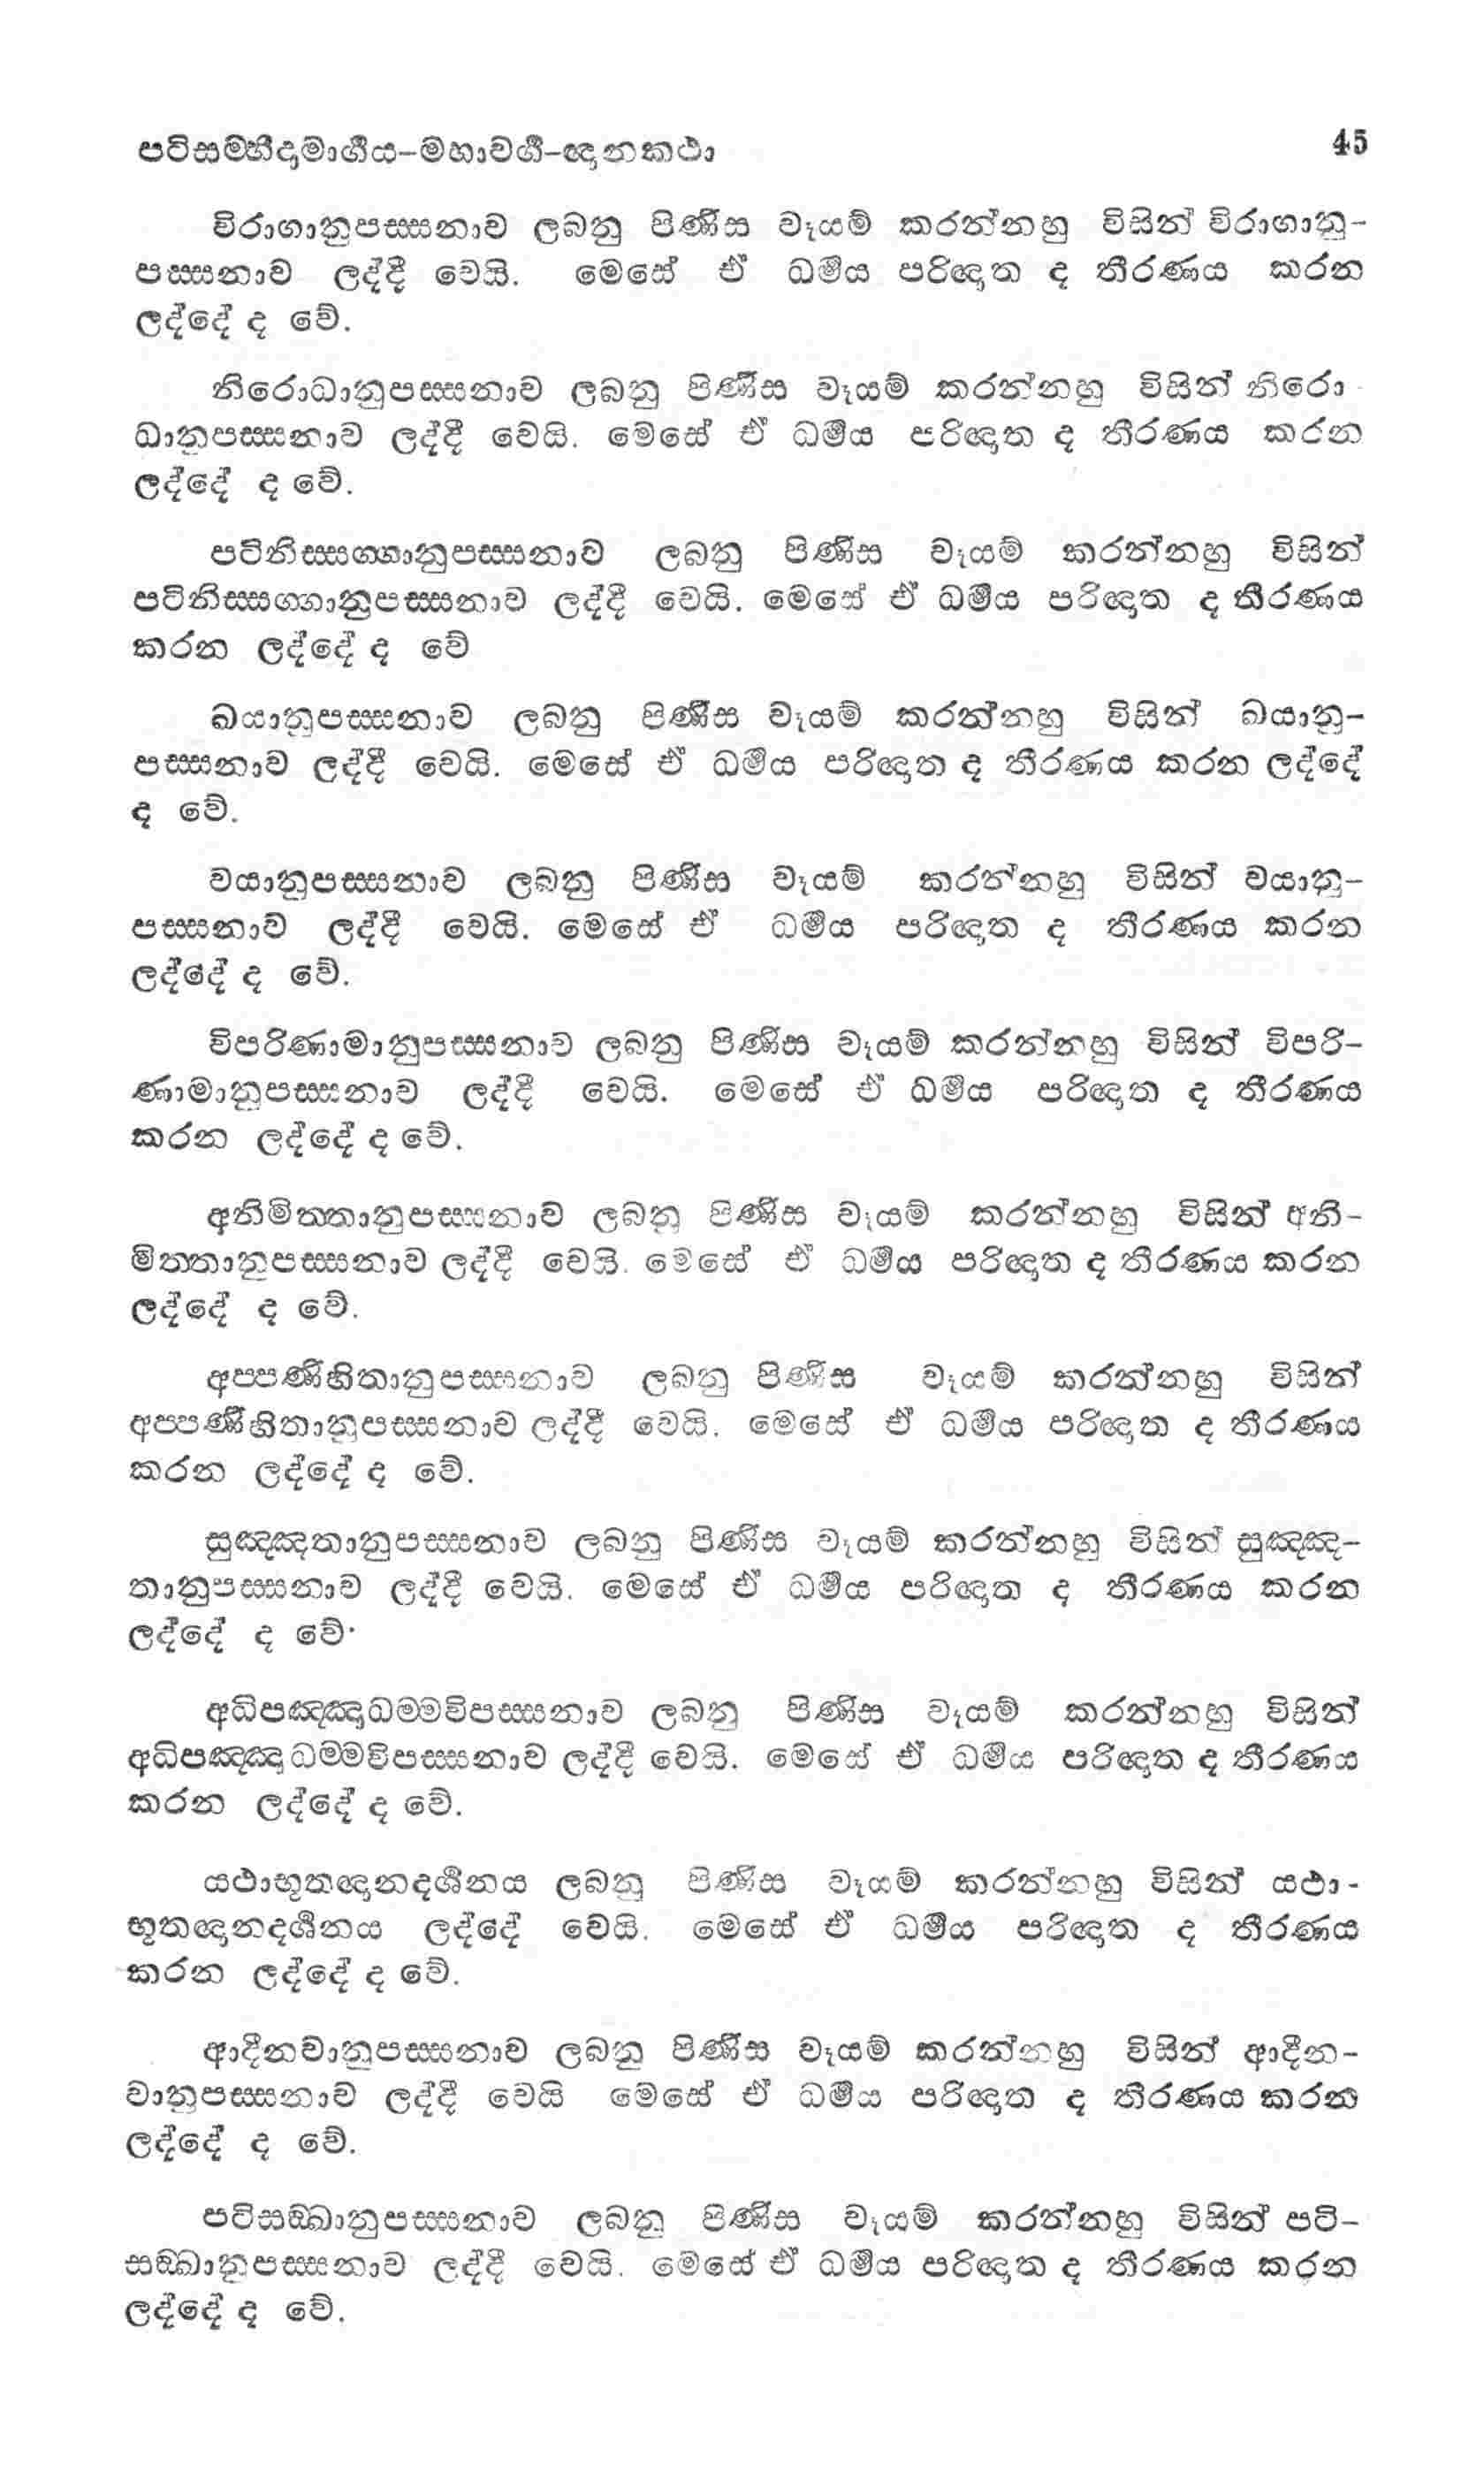 පටිසම්භිදාමාර්ගය–මහාවර්ග–ඥානකථා 45
විරාගානුපස්සනාව ලබනු පිණිස වෑයම් කරන්නහු විසින් විරාගානු-
පස්සනාව ලද්දී වෙයි. මෙසේ ඒ ධර්මය පරිඥාත ද තීරණය කරන
ලද්දේ ද වේ.
නිරොධානුපස්සනාව ලබනු පිණිස වෑයම් කරන්නහු විසින් නිරො-
ධානුපස්සනාව ලද්දී වෙයි. මෙසේ ඒ ධර්මය පරිඥාත ද තීරණය කරන
ලද්දේ ද වේ.
පටිනිස්සග්ගානුපස්සනාව ලබනු පිණිස වෑයම් කරන්නහු විසින්
පටිනිස්සග්ගානුපස්සනාව ලද්දී වෙයි. මෙසේ ඒ ධර්මය පරිඥාත ද තීරණය
කරන ලද්දේ ද වේ
ඛයානුපස්සනාව ලබනු පිණිස වෑයම් කරන්නහු විසින් ඛයානු-
පස්සනාව ලද්දී වෙයි. මෙසේ ඒ ධර්මය පරිඥාත ද තීරණය කරන ලද්දේ
ද වේ.
වයානුපස්සනාව ලබනු පිණිස වෑයම් කරන්නහු විසින් වයානු-
පස්සනාව ලද්දී වෙයි. මෙසේ ඒ ධර්මය පරිඥාත ද තීරණය කරන
ලද්දේ ද වේ.
විපරිණාමානුපස්සනාව ලබනු පිණිස වෑයම් කරන්නහු විසින් විපරි-
ණාමානුපස්සනාව ලද්දී වෙයි. මෙසේ ඒ ධර්මය පරිඥාත ද තීරණය
කරන ලද්දේ ද වේ.
අනිමිත්තානුපස්සනාව ලබනු පිණිස වෑයම් කරන්නහු විසින් අනි-
මිත්තානුපස්සනාව ලද්දී වෙයි. මෙසේ ඒ ධර්මය පරිඥාත ද තීරණය කරන
ලද්දේ ද වේ.
අප්පණිහිතානුපස්සනාව ලබනු පිණිස වෑයම් කරන්නහු විසින්
අප්පණිහිතානුපස්සනාව ලද්දී වෙයි. මෙසේ ඒ ධර්මය පරිඥාත ද තීරණය
කරන ලද්දේ ද වේ.
සුඤ්ඤතානුපස්සනාව ලබනු පිණිස වෑයම් කරන්නහු විසින් සුඤ්ඤ-
තානුපස්සනාව ලද්දී වෙයි. මෙසේ ඒ ධර්මය පරිඥාත ද තීරණය කරන
ලද්දේ ද වේ.
අධිපඤ්ඤාධම්මවිපස්සනාව ලබනු පිණිස වෑයම් කරන්නහු විසින්
අධිපඤ්ඤාධම්මවිපස්සනාව ලද්දී වෙයි. මෙසේ ඒ ධර්මය පරිඥාත ද තීරණය
කරන ලද්දේ ද වේ.
යථාභූතඥානදර්ශනය ලබනු පිණිස වෑයම් කරන්නහු විසින් යථා-
භූතඥානදර්ශනය ලද්දේ වෙයි. මෙසේ ඒ ධර්මය පරිඥාත ද තීරණය
කරන ලද්දේ ද වේ.
ආදීනවානුපස්සනාව ලබනු පිණිස වෑයම් කරන්නහු විසින් ආදීන-
වානුපස්සනාව ලද්දී වෙයි මෙසේ ඒ ධර්මය පරිඥාත ද තීරණය කරන
ලද්දේ ද වේ.
පටිසඞ්ඛානුපස්සනාව ලබනු පිණිස වෑයම් කරන්නහු විසින් පටි-
සඞ්ඛානුපස්සනාව ලද්දී වෙයි. මෙසේ ඒ ධර්මය පරිඥාත ද තීරණය කරන
ලද්දේ ද වේ.